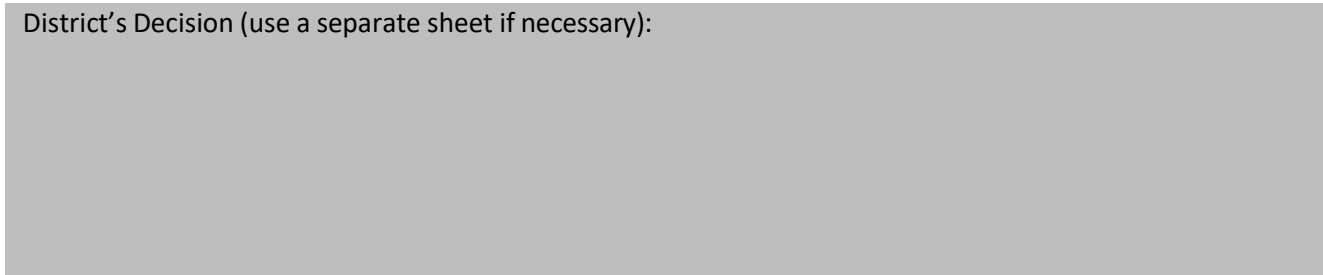 District’s Decision (use a separate sheet if necessary):